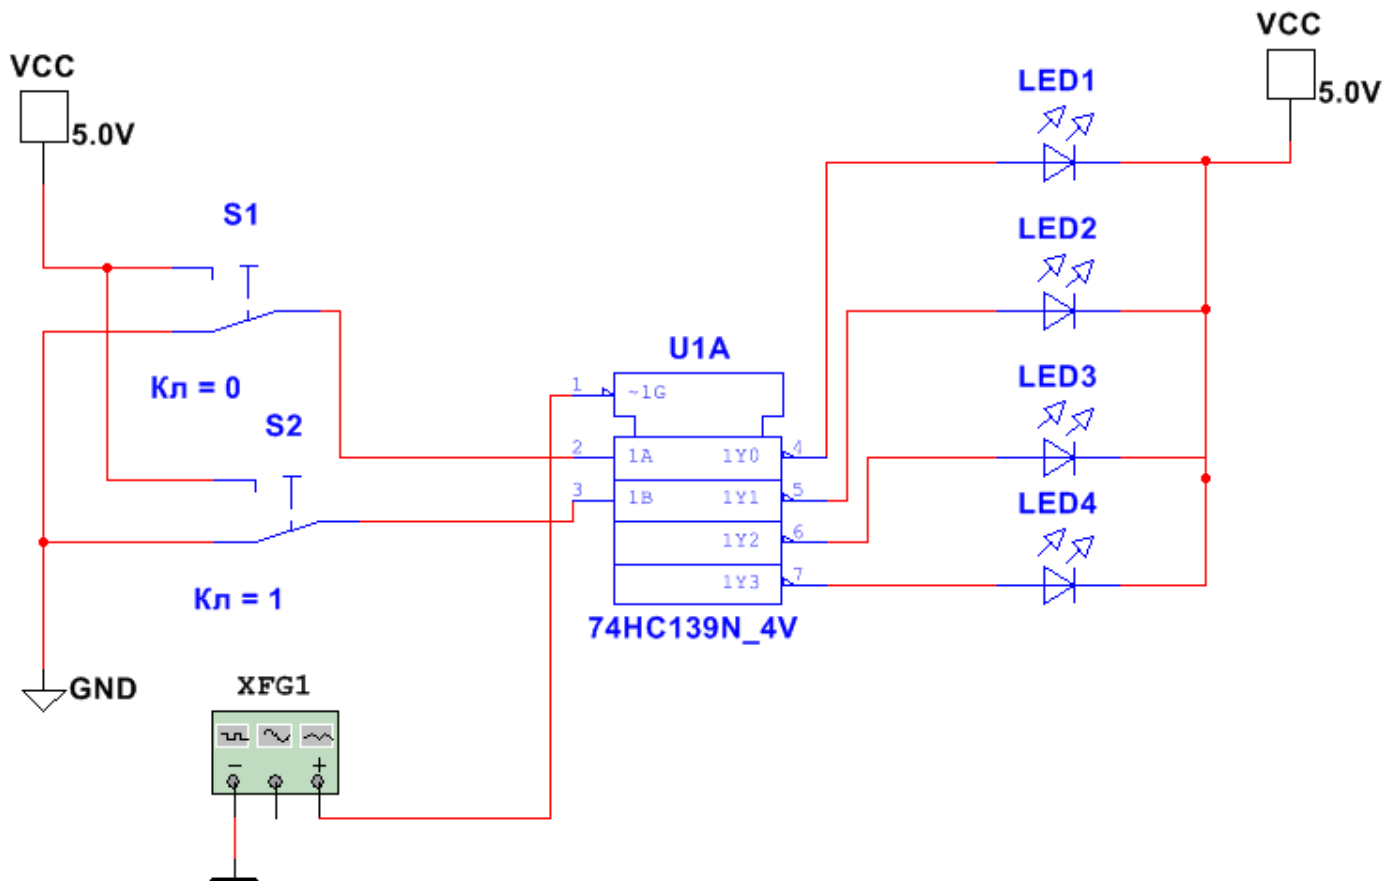 VCC
5.0V
VCC
5.0V
LED1
S1
LED2
Кл = 0
U1A
LED3
S2
1
~1G
2
1A
1Y0
4
3
1B
1Y1
5
LED4
1Y2
6
1Y3
7
Кл = 1
74HC139N_4V
GND
XFG1
−
+